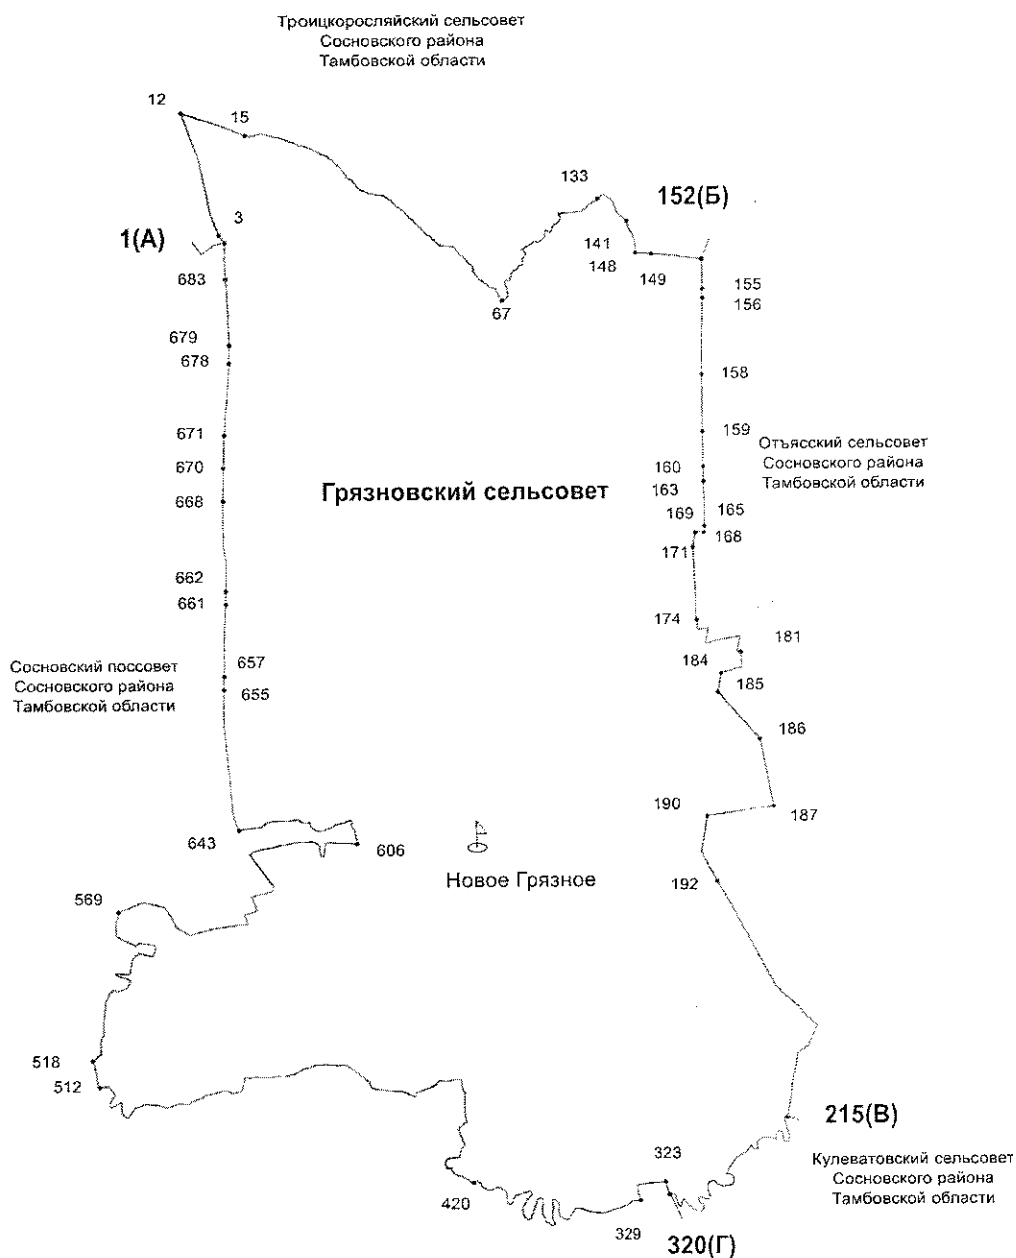 Троицкоросляйский сельсовет
Сосновского района
Тамбовской области
12
15
133
152(Б)
3
1(А)
141
148
149
683
155
156
67
679
678
158
671
159
Отъясский сельсовет
Сосновского района
Тамбовской области
670
160
163
Грязновский сельсовет
668
169
165
168
171
662
661
174
181
Сосновский поссовет
Сосновского района
Тамбовской области
657
655
184
185
186
190
187
643
606
Новое Грязное
192
569
518
512
215(В)
Кулеватовский сельсовет
Сосновского района
Тамбовской области
323
420
329
320(Г)